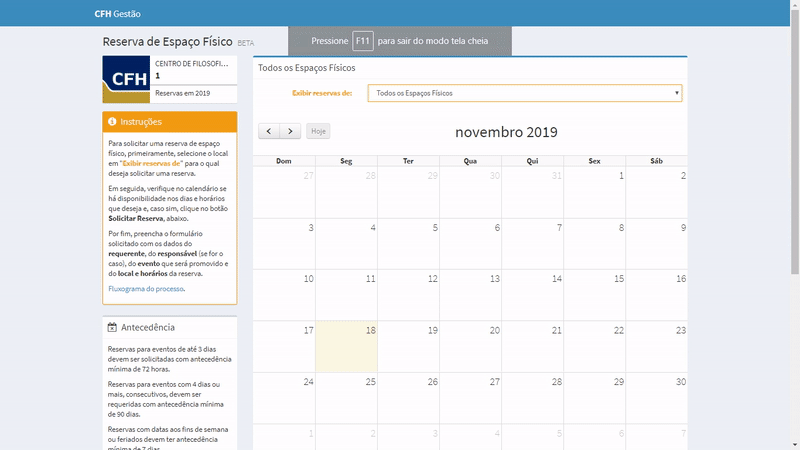 CFH Gestão
Reserva de Espaço Físico BETA
Pressione F11 para sair do modo tela cheia
CFH
CENTRO DE FILOSOFI...
1
Reservas em 2019
Instruções
Para solicitar uma reserva de espaço
físico, primeiramente, selecione o local
em "Exibir reservas de" para o qual
deseja solicitar uma reserva.
Em seguida, verifique no calendário se
há disponibilidade nos dias e horários
que deseja e, caso sim, clique no botão
Solicitar Reserva, abaixo.
Por fim, preencha o formulário
solicitado com os dados do
requerente, do responsável (se for o
caso), do evento que será promovido e
do local e horários da reserva.
Fluxograma do processo.
Antecedência
Reservas para eventos de até 3 dias
devem ser solicitadas com antecedência
mínima de 72 horas.
Reservas para eventos com 4 dias ou
mais, consecutivos, devem ser
requeridas com antecedência mínima
de 90 dias.
Reservas com datas aos fins de semana
ou feriados devem ter antecedência
mínima de 7 dias.
Todos os Espaços Físicos
Exibir reservas de: Todos os Espaços Físicos
Hoje
novembro 2019
Dom Seg Ter Qua Qui Sex Sáb
27 28 29 30 31 1 2
3 4 5 6 7 8 9
10 11 12 13 14 15 16
17 18 19 20 21 22 23
24 25 26 27 28 29 30
1 2 3 4 5 6 7